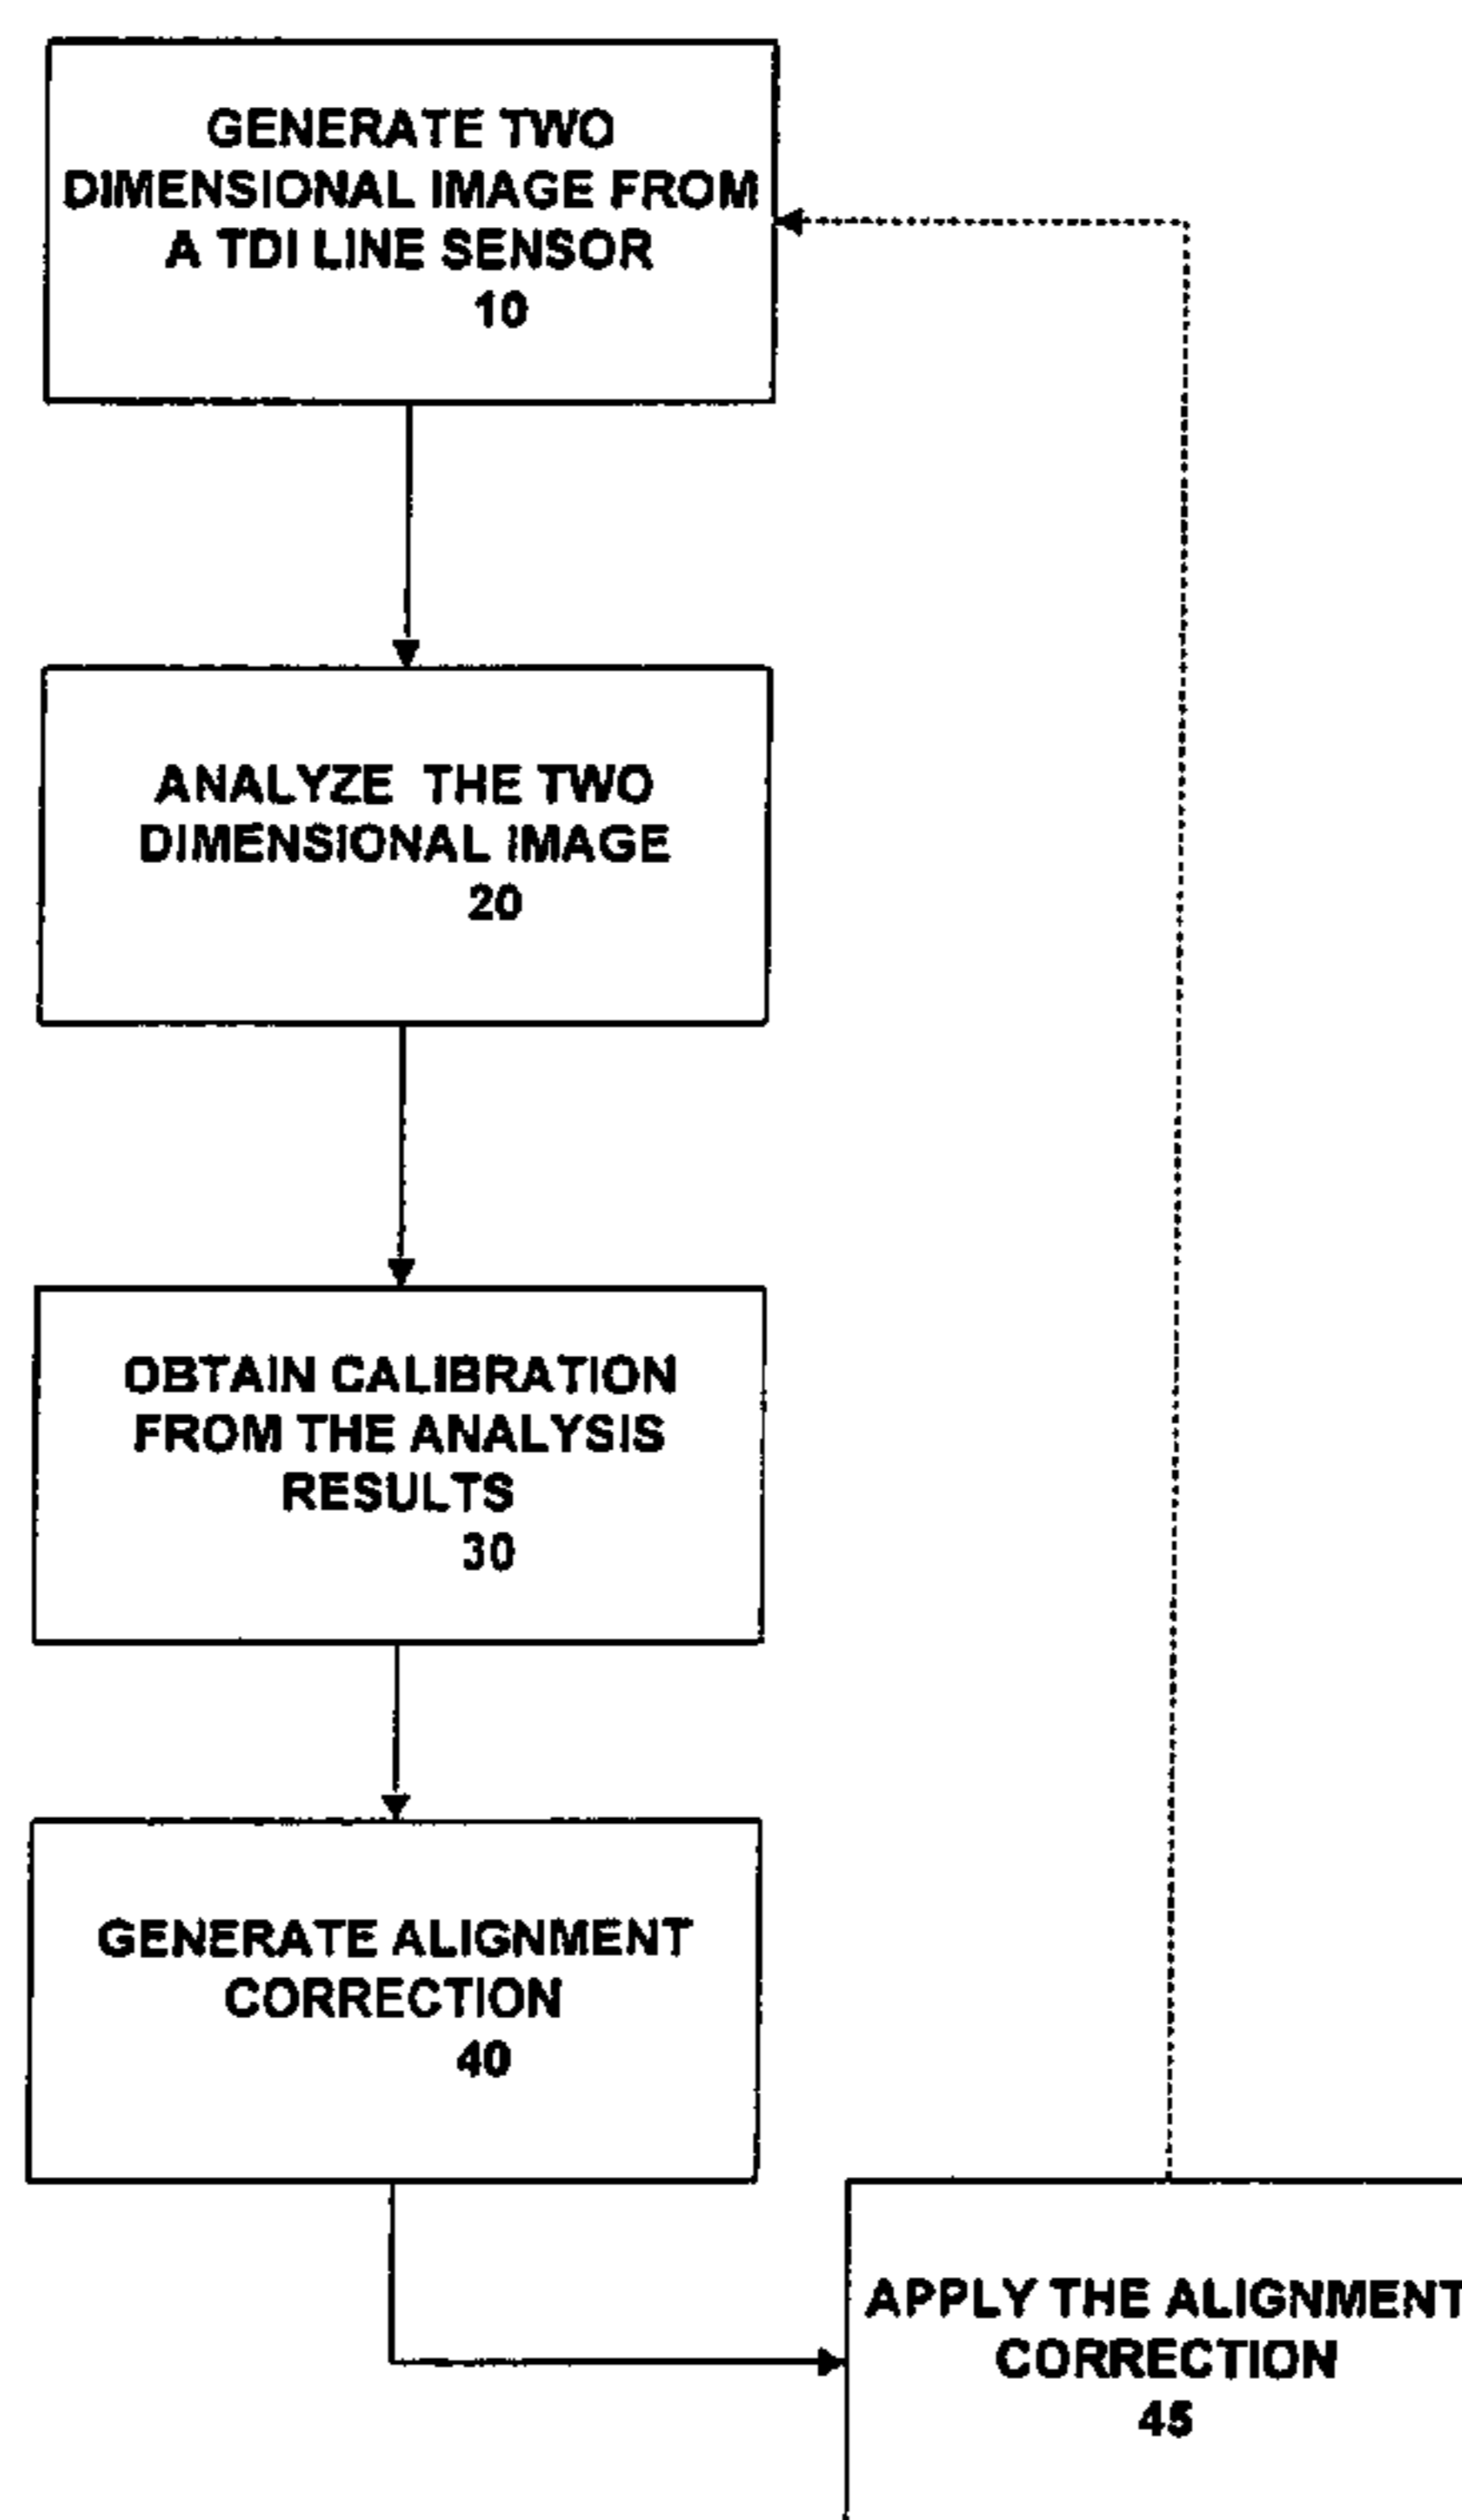 GENERATE TWO
DIMENSIONAL IMAGE FROM
A TDI LINE SENSOR
10
ANALYZE THE TWO
DIMENSIONAL IMAGE
20
OBTAIN CALIBRATION
FROM THE ANALYSIS
RESULTS
30
GENERATE ALIGNMENT
CORRECTION
40
APPLY THE ALIGNMENT
CORRECTION
45